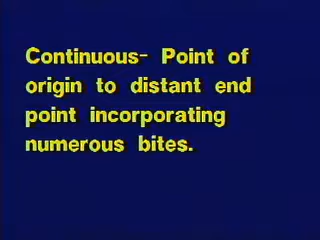 Continuous- Point of
origin to distant end
point incorporating
numerous bites.